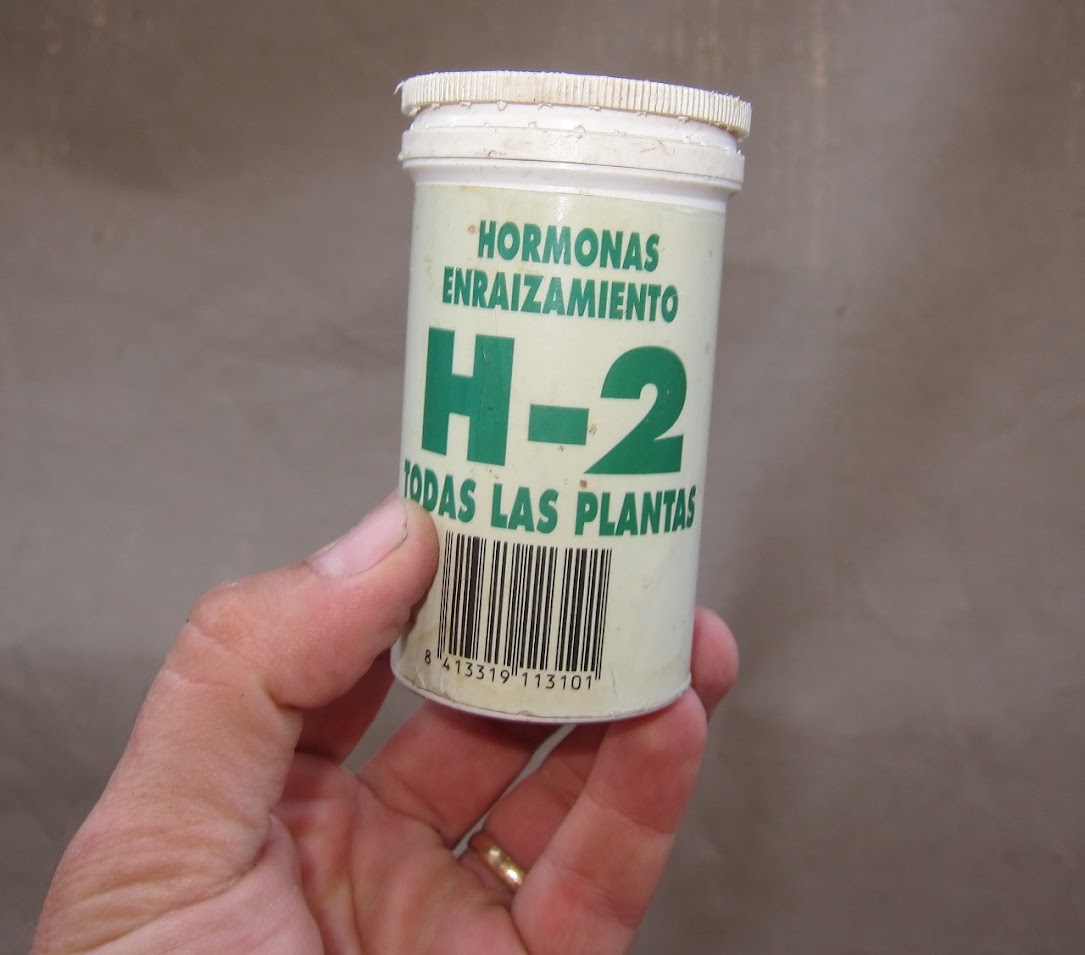 HORMONAS
ENRAIZAMIENTO
H-2
TODAS LAS PLANTAS
8 413319 113101